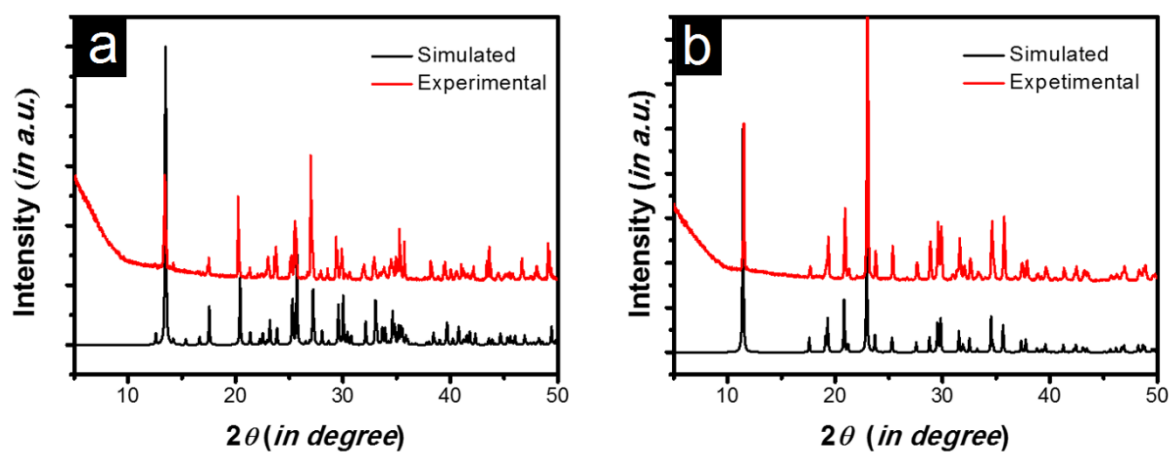 a
Simulated
Experimental
Intensity (in a.u.)
10 20 30 40 50
2θ (in degree)
b
Simulated
Expetimental
Intensity (in a.u.)
10 20 30 40 50
2θ (in degree)